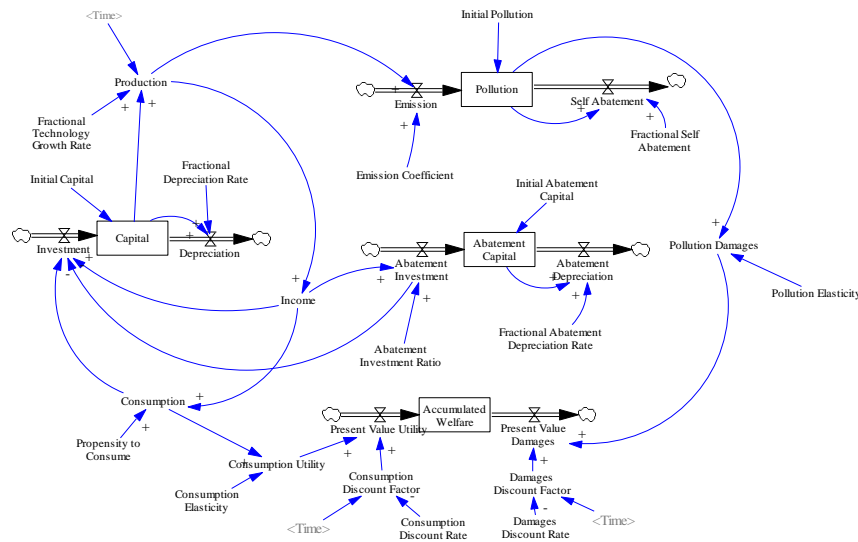 <Time>
Initial Pollution
Production
Emission
Pollution
Self Abatement
Fractional
Technology
Growth Rate
Fractional Self
Abatement
Emission Coefficient
Initial Capital
Fractional
Depreciation Rate
Initial Abatement
Capital
Investment
Capital
Depreciation
Abatement
Investment
Abatement
Capital
Abatement
Depreciation
Pollution Damages
Income
Pollution Elasticity
Abatement
Investment Ratio
Fractional Abatement
Depreciation Rate
Consumption
Propensity to
Consume
Present Value Utility
Accumulated
Welfare
Present Value
Damages
Consumption Utility
Consumption
Elasticity
Consumption
Discount Factor
Damages
Discount Factor
<Time>
Consumption
Discount Rate
Damages
Discount Rate
<Time>